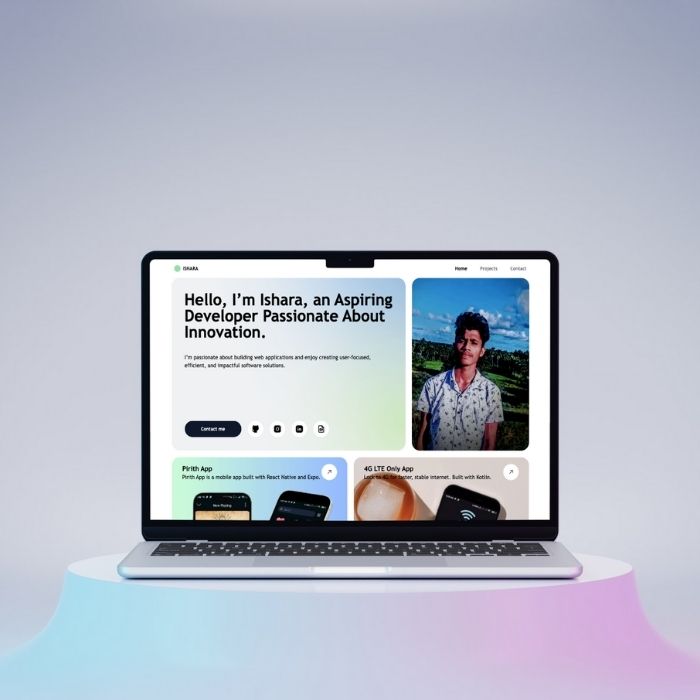 ISHARA
Home Projects Contact
Hello, I'm Ishara, an Aspiring
Developer Passionate About
Innovation.
I'm passionate about building web applications and enjoy creating user-focused,
efficient, and impactful software solutions.
Contact me
Pirith App
Pirith App is a mobile app built with React Native and Expo.
4G LTE Only App
Lock to 4G for faster, stable internet. Built with Kotlin.
Now Playing